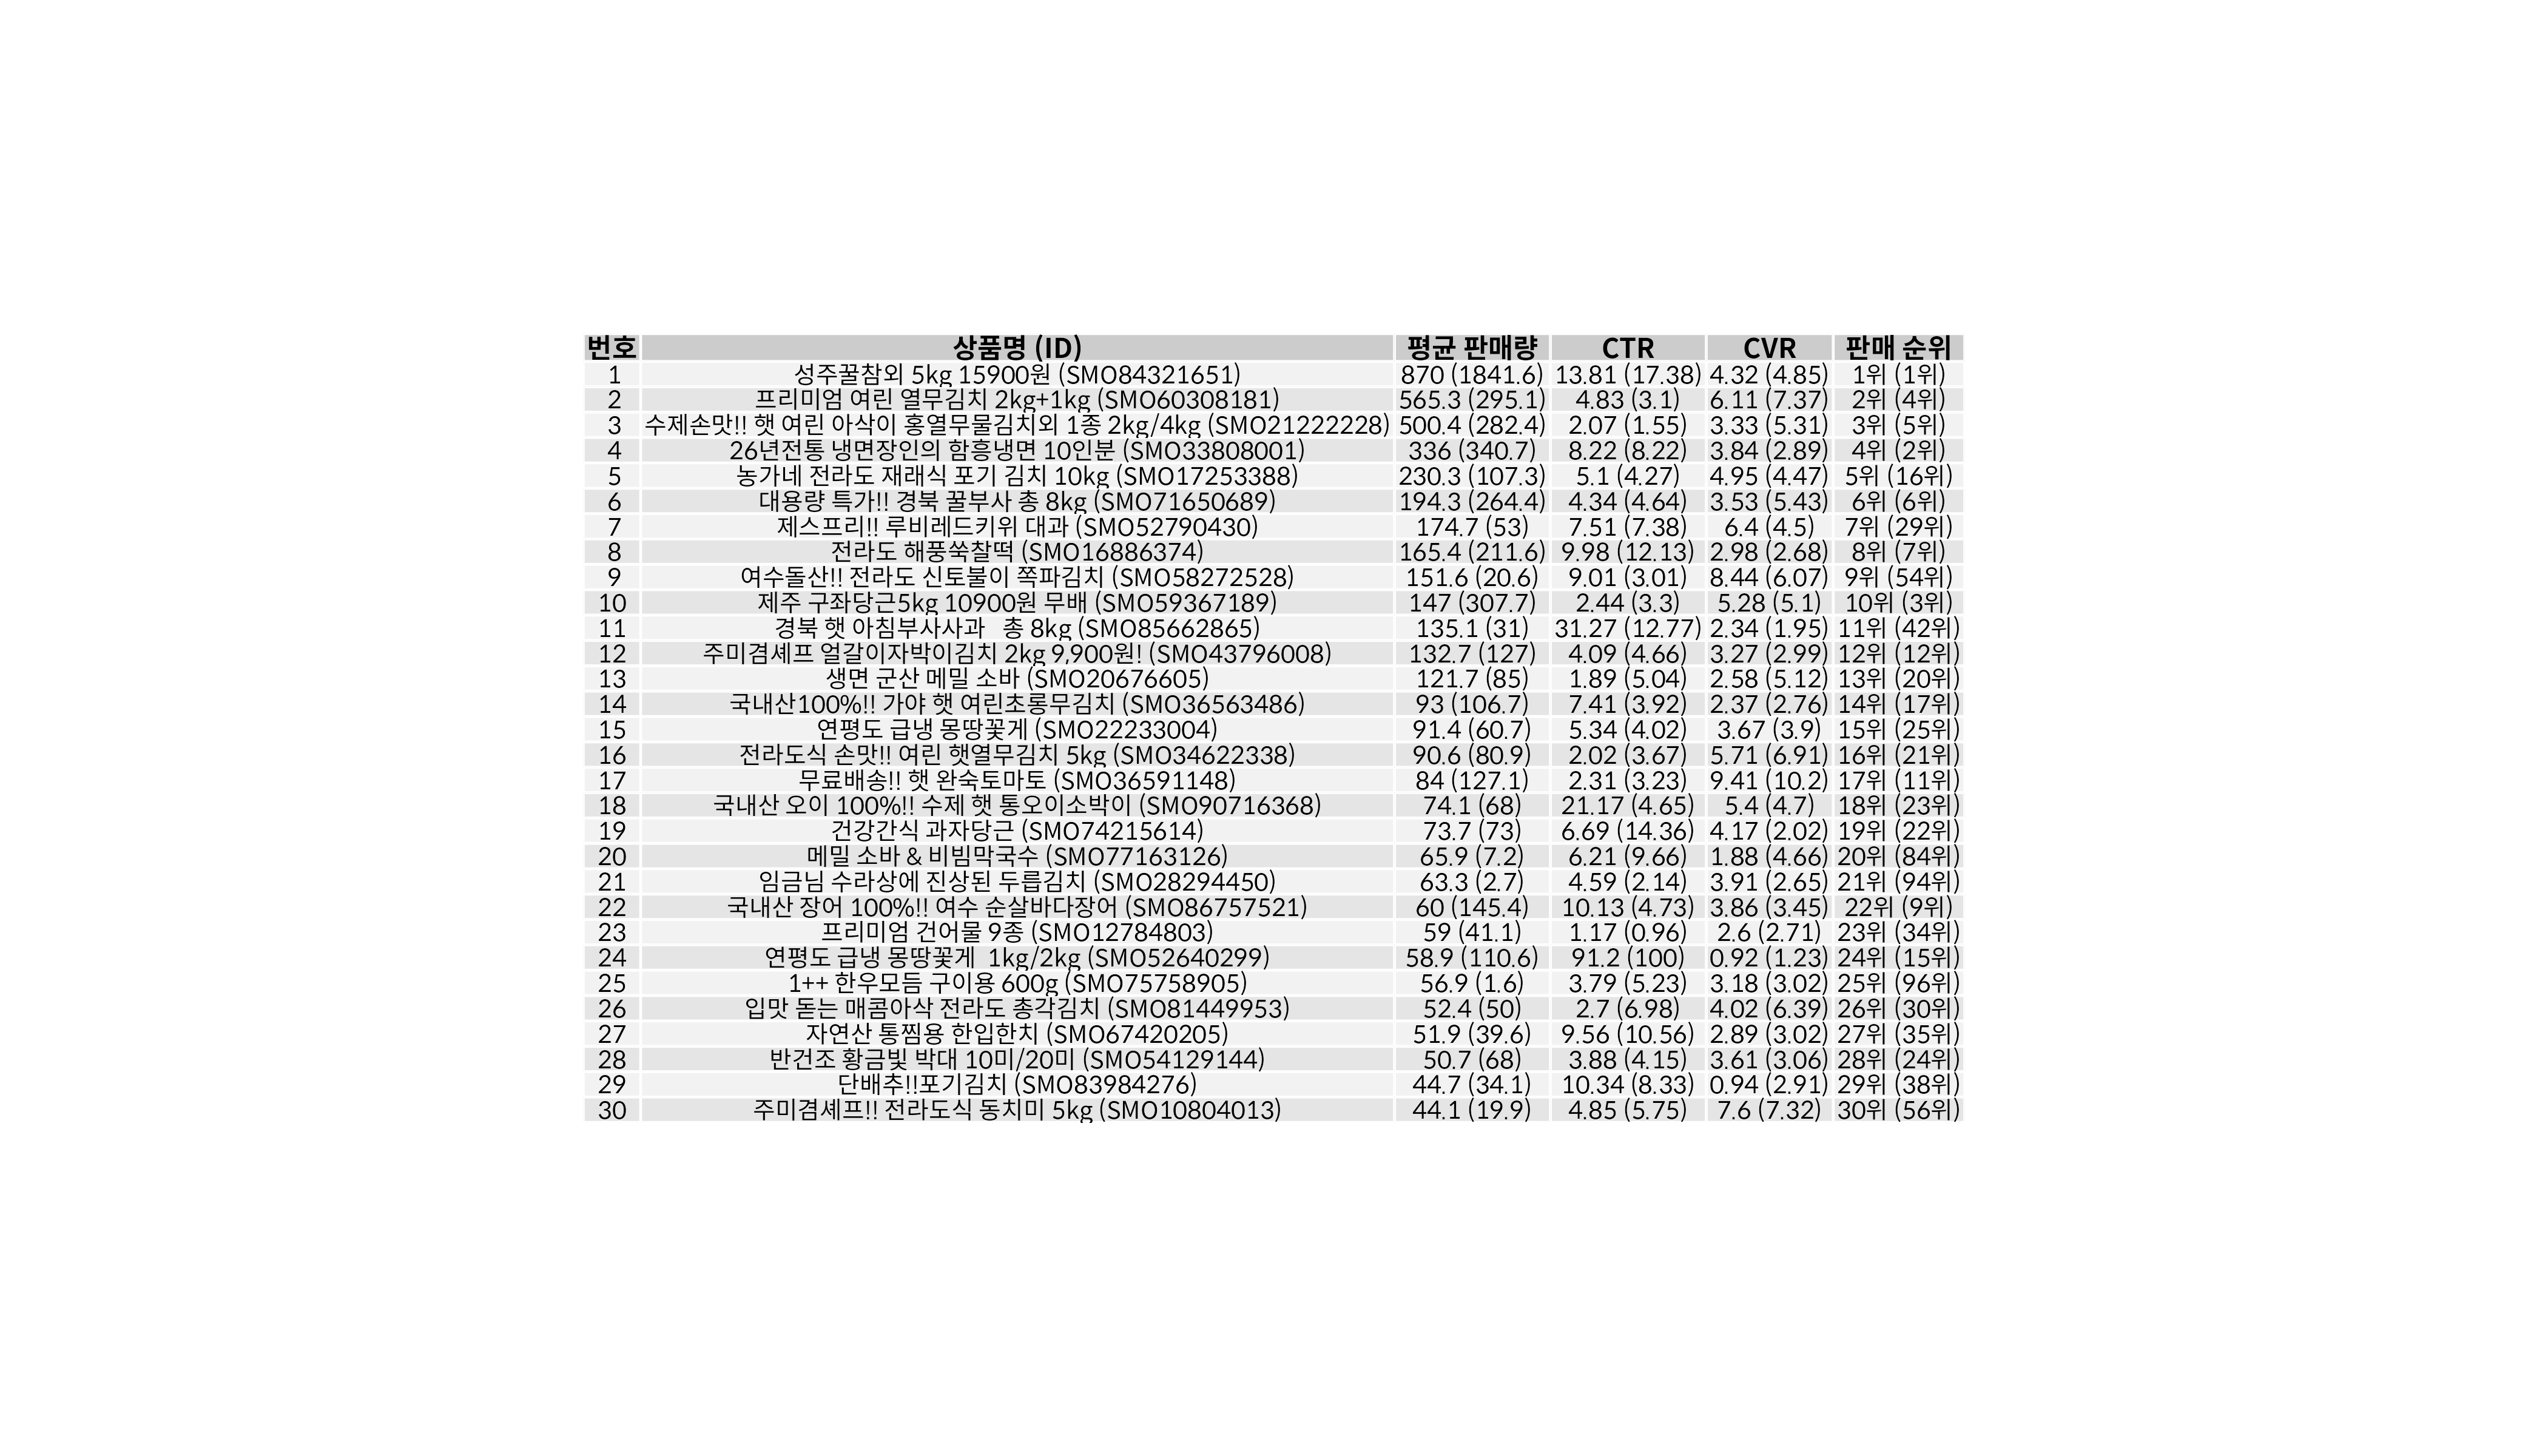 번호 상품명 (ID) 평균 판매량 CTR CVR 판매 순위
1 성주꿀참외 5kg 15900원 (SMO84321651) 870 (1841.6) 13.81 (17.38) 4.32 (4.85) 1위 (1위)
2 프리미엄 여린 열무김치 2kg+1kg (SMO60308181) 565.3 (295.1) 4.83 (3.1) 6.11 (7.37) 2위 (4위)
3 수제손맛!! 햇 여린 아삭이 홍열무물김치외 1종 2kg/4kg (SMO21222228) 500.4 (282.4) 2.07 (1.55) 3.33 (5.31) 3위 (5위)
4 26년전통 냉면장인의 함흥냉면 10인분 (SMO33808001) 336 (340.7) 8.22 (8.22) 3.84 (2.89) 4위 (2위)
5 농가네 전라도 재래식 포기 김치 10kg (SMO17253388) 230.3 (107.3) 5.1 (4.27) 4.95 (4.47) 5위 (16위)
6 대용량 특가!! 경북 꿀부사 총 8kg (SMO71650689) 194.3 (264.4) 4.34 (4.64) 3.53 (5.43) 6위 (6위)
7 제스프리!! 루비레드키위 대과 (SMO52790430) 174.7 (53) 7.51 (7.38) 6.4 (4.5) 7위 (29위)
8 전라도 해풍쑥찰떡 (SMO16886374) 165.4 (211.6) 9.98 (12.13) 2.98 (2.68) 8위 (7위)
9 여수돌산!! 전라도 신토불이 쪽파김치 (SMO58272528) 151.6 (20.6) 9.01 (3.01) 8.44 (6.07) 9위 (54위)
10 제주 구좌당근5kg 10900원 무배 (SMO59367189) 147 (307.7) 2.44 (3.3) 5.28 (5.1) 10위 (3위)
11 경북 햇 아침부사사과 총 8kg (SMO85662865) 135.1 (31) 31.27 (12.77) 2.34 (1.95) 11위 (42위)
12 주미겸셰프 얼갈이자박이김치 2kg 9,900원! (SMO43796008) 132.7 (127) 4.09 (4.66) 3.27 (2.99) 12위 (12위)
13 생면 군산 메밀 소바 (SMO20676605) 121.7 (85) 1.89 (5.04) 2.58 (5.12) 13위 (20위)
14 국내산100%!! 가야 햇 여린초롱무김치 (SMO36563486) 93 (106.7) 7.41 (3.92) 2.37 (2.76) 14위 (17위)
15 연평도 급냉 몽땅꽃게 (SMO22233004) 91.4 (60.7) 5.34 (4.02) 3.67 (3.9) 15위 (25위)
16 전라도식 손맛!! 여린 햇열무김치 5kg (SMO34622338) 90.6 (80.9) 2.02 (3.67) 5.71 (6.91) 16위 (21위)
17 무료배송!! 햇 완숙토마토 (SMO36591148) 84 (127.1) 2.31 (3.23) 9.41 (10.2) 17위 (11위)
18 국내산 오이 100%!! 수제 햇 통오이소박이 (SMO90716368) 74.1 (68) 21.17 (4.65) 5.4 (4.7) 18위 (23위)
19 건강간식 과자당근 (SMO74215614) 73.7 (73) 6.69 (14.36) 4.17 (2.02) 19위 (22위)
20 메밀 소바 & 비빔막국수 (SMO77163126) 65.9 (7.2) 6.21 (9.66) 1.88 (4.66) 20위 (84위)
21 임금님 수라상에 진상된 두릅김치 (SMO28294450) 63.3 (2.7) 4.59 (2.14) 3.91 (2.65) 21위 (94위)
22 국내산 장어 100%!! 여수 순살바다장어 (SMO86757521) 60 (145.4) 10.13 (4.73) 3.86 (3.45) 22위 (9위)
23 프리미엄 건어물 9종 (SMO12784803) 59 (41.1) 1.17 (0.96) 2.6 (2.71) 23위 (34위)
24 연평도 급냉 몽땅꽃게 1kg/2kg (SMO52640299) 58.9 (110.6) 91.2 (100) 0.92 (1.23) 24위 (15위)
25 1++ 한우모듬 구이용 600g (SMO75758905) 56.9 (1.6) 3.79 (5.23) 3.18 (3.02) 25위 (96위)
26 입맛 돋는 매콤아삭 전라도 총각김치 (SMO81449953) 52.4 (50) 2.7 (6.98) 4.02 (6.39) 26위 (30위)
27 자연산 통찜용 한입한치 (SMO67420205) 51.9 (39.6) 9.56 (10.56) 2.89 (3.02) 27위 (35위)
28 반건조 황금빛 박대 10미/20미 (SMO54129144) 50.7 (68) 3.88 (4.15) 3.61 (3.06) 28위 (24위)
29 단배추!!포기김치 (SMO83984276) 44.7 (34.1) 10.34 (8.33) 0.94 (2.91) 29위 (38위)
30 주미겸셰프!! 전라도식 동치미 5kg (SMO10804013) 44.1 (19.9) 4.85 (5.75) 7.6 (7.32) 30위 (56위)